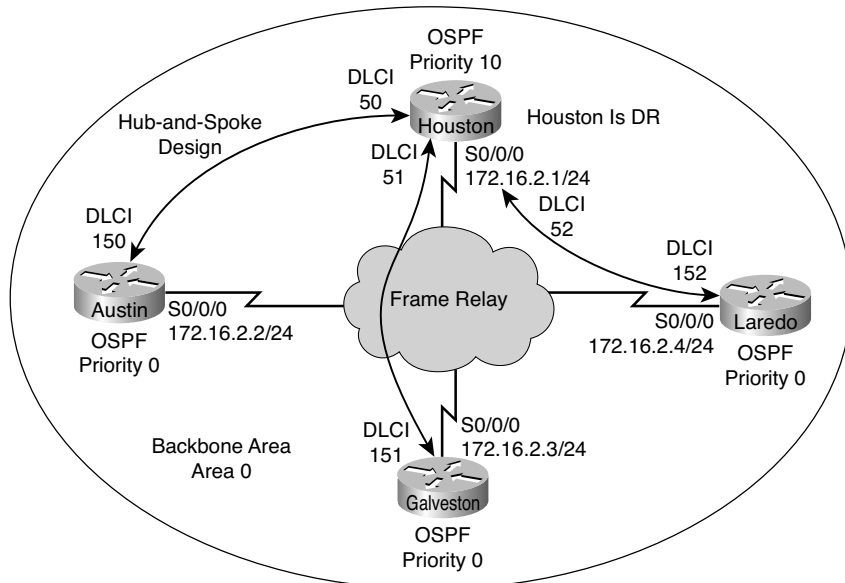 OSPF
Priority 10
DLCI
50
Hub-and-Spoke
Design
Houston
Houston Is DR
DLCI
51
S0/0/0
172.16.2.1/24
DLCI
52
DLCI
150
DLCI
152
Austin
S0/0/0
172.16.2.2/24
OSPF
Priority 0
Frame Relay
S0/0/0
172.16.2.4/24
Laredo
OSPF
Priority 0
Backbone Area
Area 0
DLCI
151
S0/0/0
172.16.2.3/24
Galveston
OSPF
Priority 0